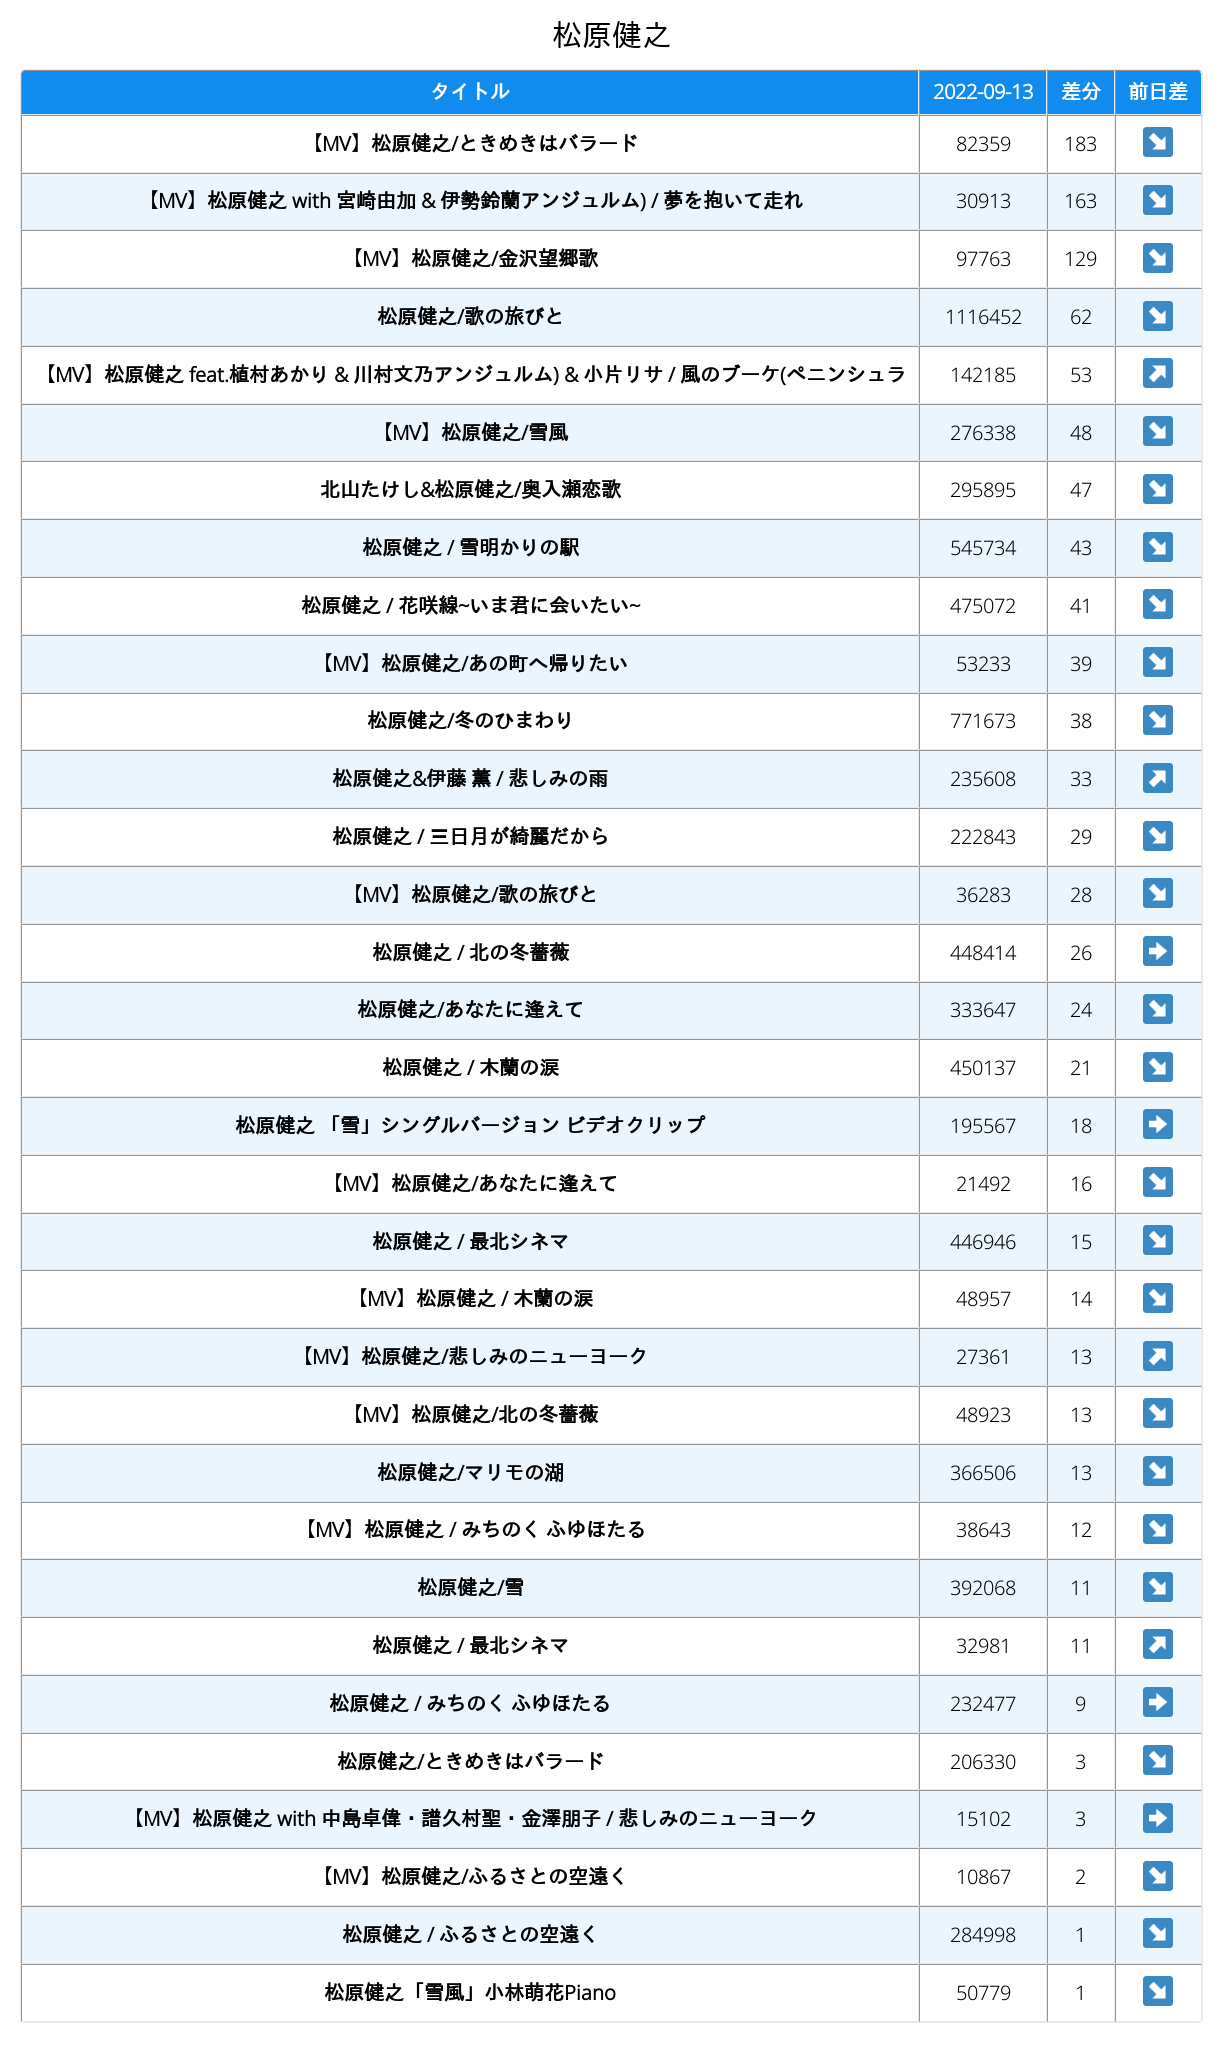 松原健之
タイトル 2022-09-13 差分 前日差
【MV】松原健之/ときめきはバラード 82359 183 ↘
【MV】松原健之 with 宮崎由加 & 伊勢鈴蘭アンジュルム) / 夢を抱いて走れ 30913 163 ↘
【MV】松原健之/金沢望郷歌 97763 129 ↘
松原健之/歌の旅びと 1116452 62 ↘
【MV】松原健之 feat.植村あかり & 川村文乃アンジュルム) & 小片リサ / 風のブーケ(ペニンシュラ 142185 53 ↗
【MV】松原健之/雪風 276338 48 ↘
北山たけし&松原健之/奥入瀬恋歌 295895 47 ↘
松原健之 / 雪明かりの駅 545734 43 ↘
松原健之 / 花咲線~いま君に会いたい~ 475072 41 ↘
【MV】松原健之/あの町へ帰りたい 53233 39 ↘
松原健之/冬のひまわり 771673 38 ↘
松原健之&伊藤 薫 / 悲しみの雨 235608 33 ↗
松原健之 / 三日月が綺麗だから 222843 29 ↘
【MV】松原健之/歌の旅びと 36283 28 ↘
松原健之 / 北の冬薔薇 448414 26 ➡
松原健之/あなたに逢えて 333647 24 ↘
松原健之 / 木蘭の涙 450137 21 ↘
松原健之 「雪」シングルバージョン ビデオクリップ 195567 18 ➡
【MV】松原健之/あなたに逢えて 21492 16 ↘
松原健之 / 最北シネマ 446946 15 ↘
【MV】松原健之 / 木蘭の涙 48957 14 ↘
【MV】松原健之/悲しみのニューヨーク 27361 13 ↗
【MV】松原健之/北の冬薔薇 48923 13 ↘
松原健之/マリモの湖 366506 13 ↘
【MV】松原健之 / みちのく ふゆほたる 38643 12 ↘
松原健之/雪 392068 11 ↘
松原健之 / 最北シネマ 32981 11 ↗
松原健之 / みちのく ふゆほたる 232477 9 ➡
松原健之/ときめきはバラード 206330 3 ↘
【MV】松原健之 with 中島卓偉・譜久村聖・金澤朋子 / 悲しみのニューヨーク 15102 3 ➡
【MV】松原健之/ふるさとの空遠く 10867 2 ↘
松原健之 / ふるさとの空遠く 284998 1 ↘
松原健之「雪風」小林萌花Piano 50779 1 ↘